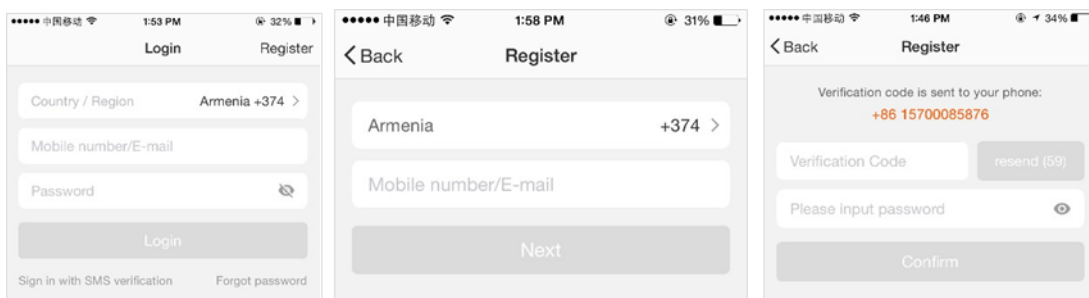 中国移动 1:53 PM 32%
Login Register
Country / Region Armenia +374 >
Mobile number/E-mail
Password
Login
Sign in with SMS verification Forgot password
中国移动 1:58 PM 31%
< Back Register
Armenia +374 >
Mobile number/E-mail
Next
中国移动 1:46 PM 34%
< Back Register
Verification code is sent to your phone:
+86 15700085876
Verification Code resend (59)
Please input password
Confirm